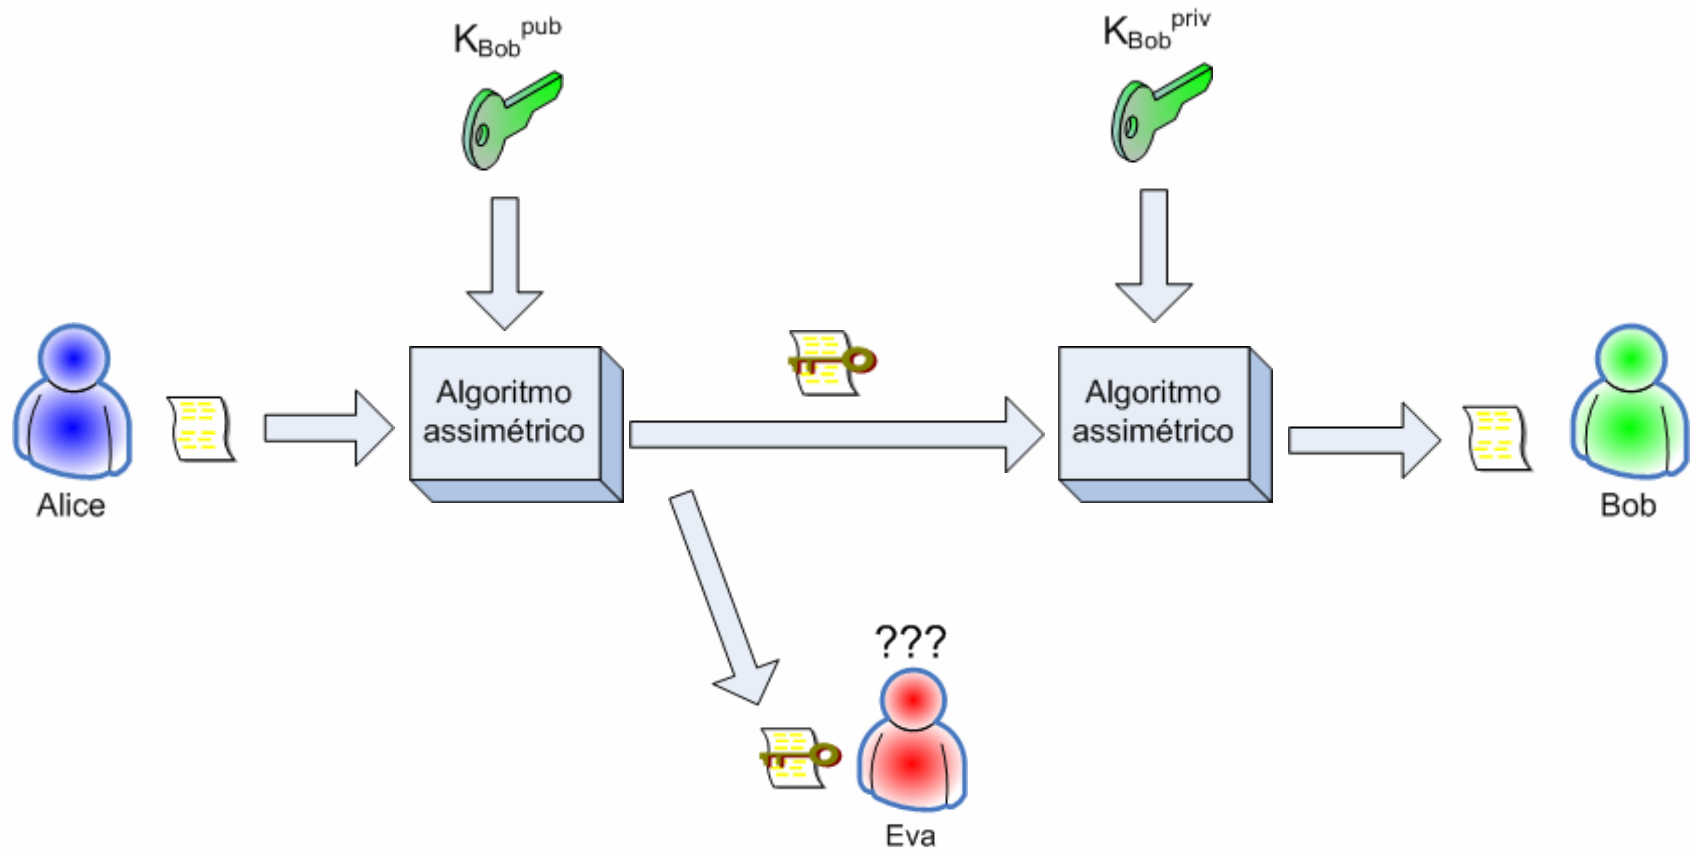 K_Bob^pub
K_Bob^priv
Algoritmo
assimétrico
Algoritmo
assimétrico
Alice
Bob
???
Eva